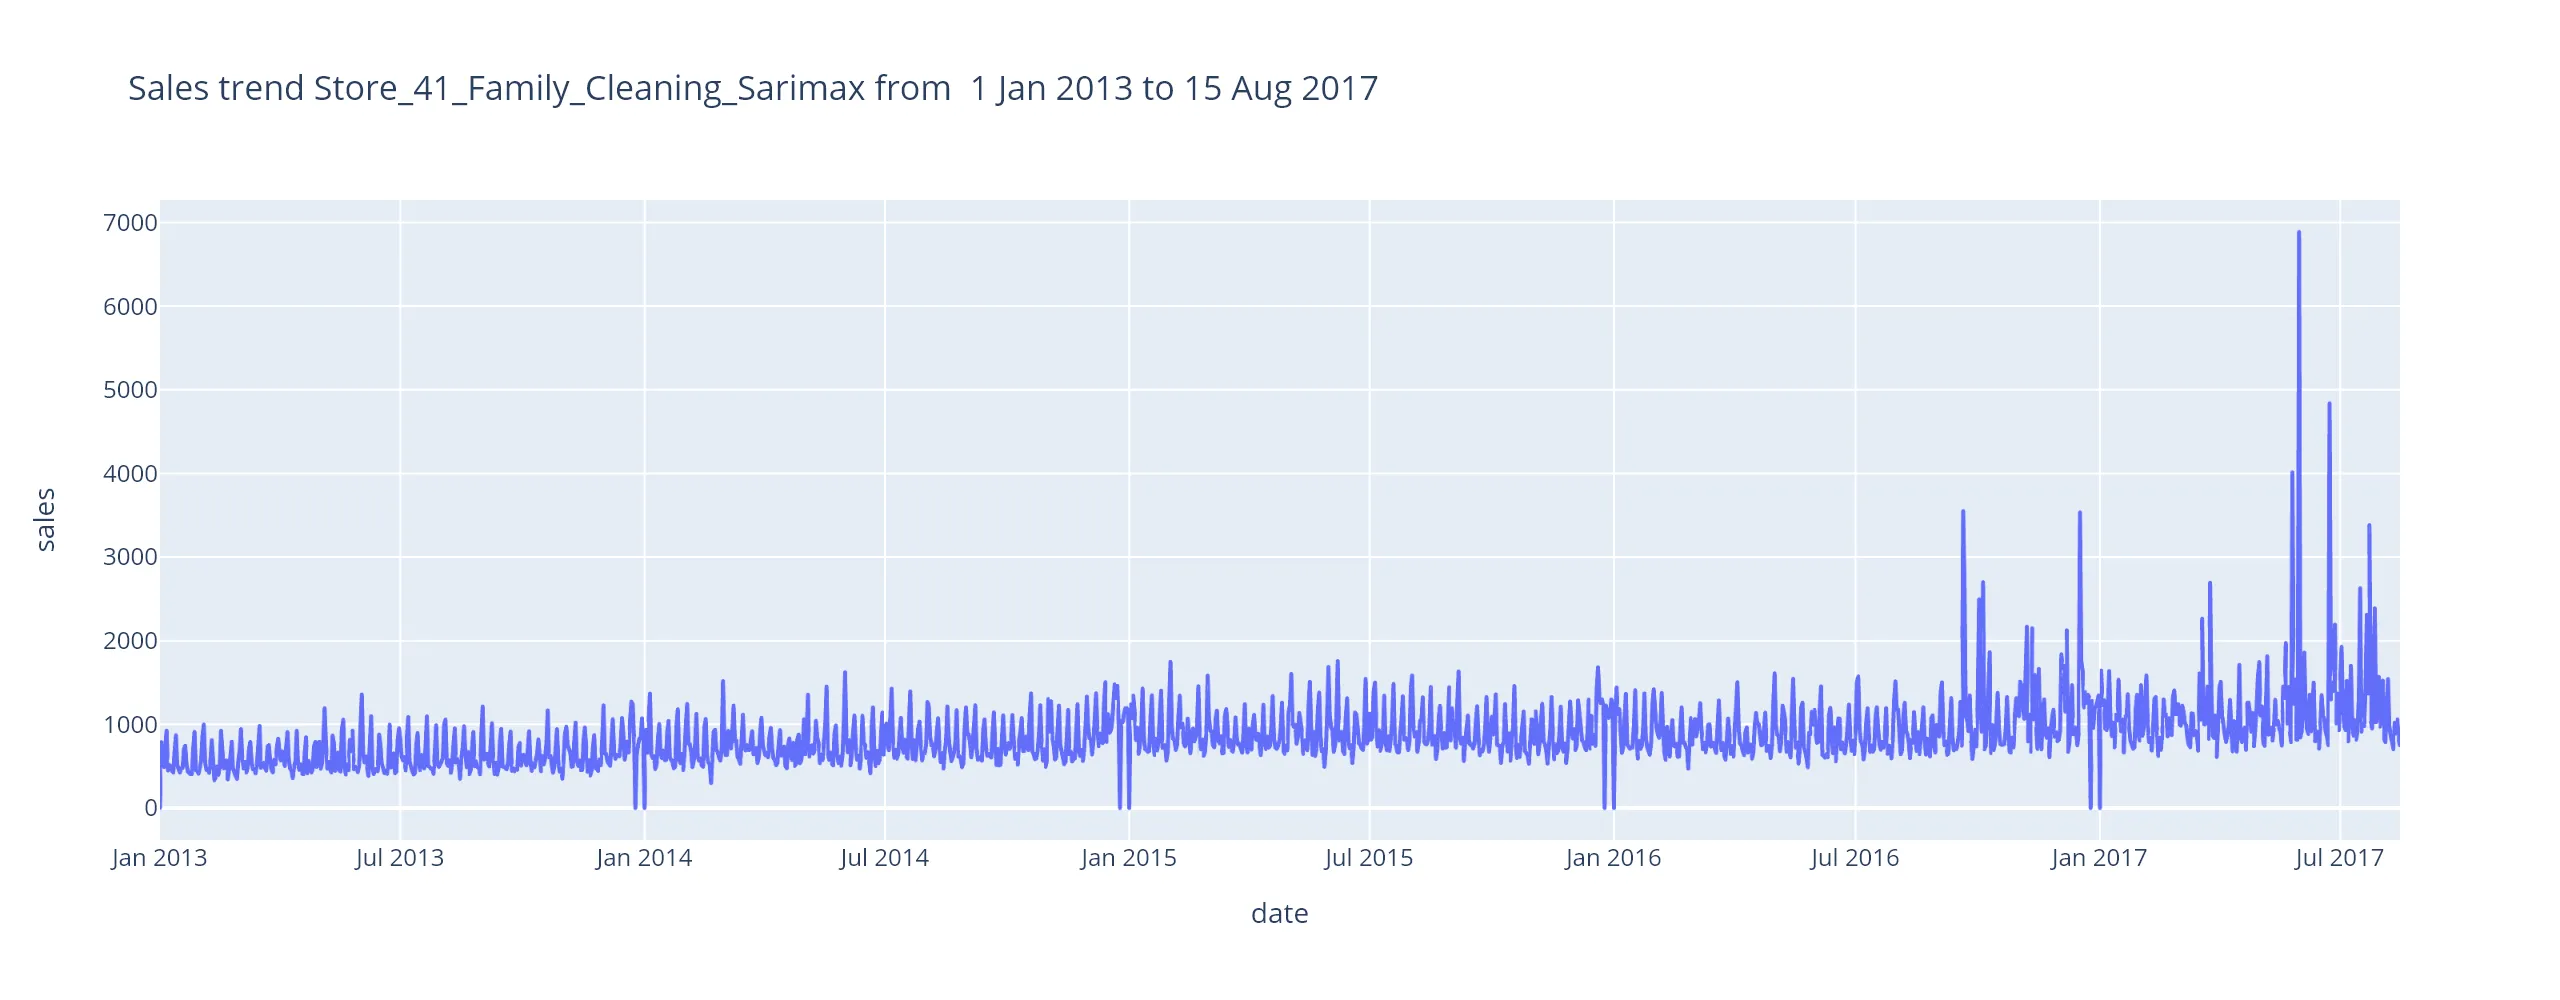 Sales trend Store_41_Family_Cleaning_Sarimax from  1 Jan 2013 to 15 Aug 2017
7000
6000
5000
4000
3000
2000
1000
0
sales
Jan 2013 Jul 2013 Jan 2014 Jul 2014 Jan 2015 Jul 2015 Jan 2016 Jul 2016 Jan 2017 Jul 2017
date